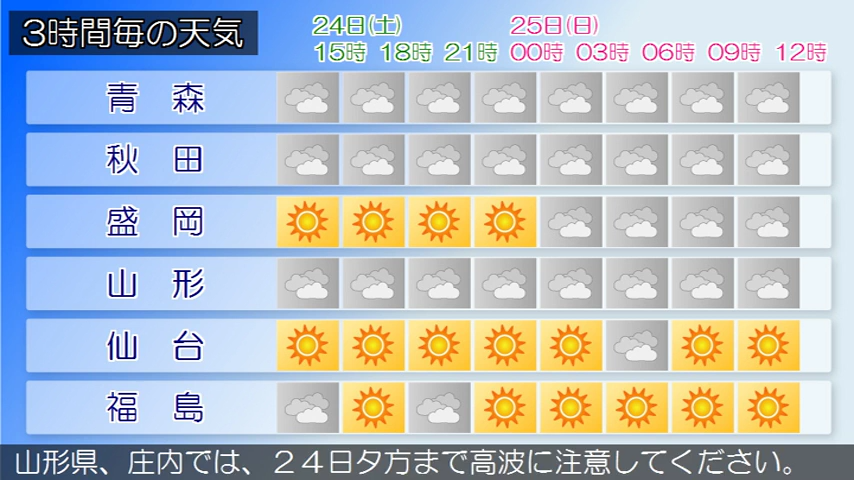 3時間毎の天気
24日(土) 25日(日)
15時 18時 21時 00時 03時 06時 09時 12時
青 森
秋 田
盛 岡
山 形
仙 台
福 島
山形県、庄内では、２４日夕方まで高波に注意してください。